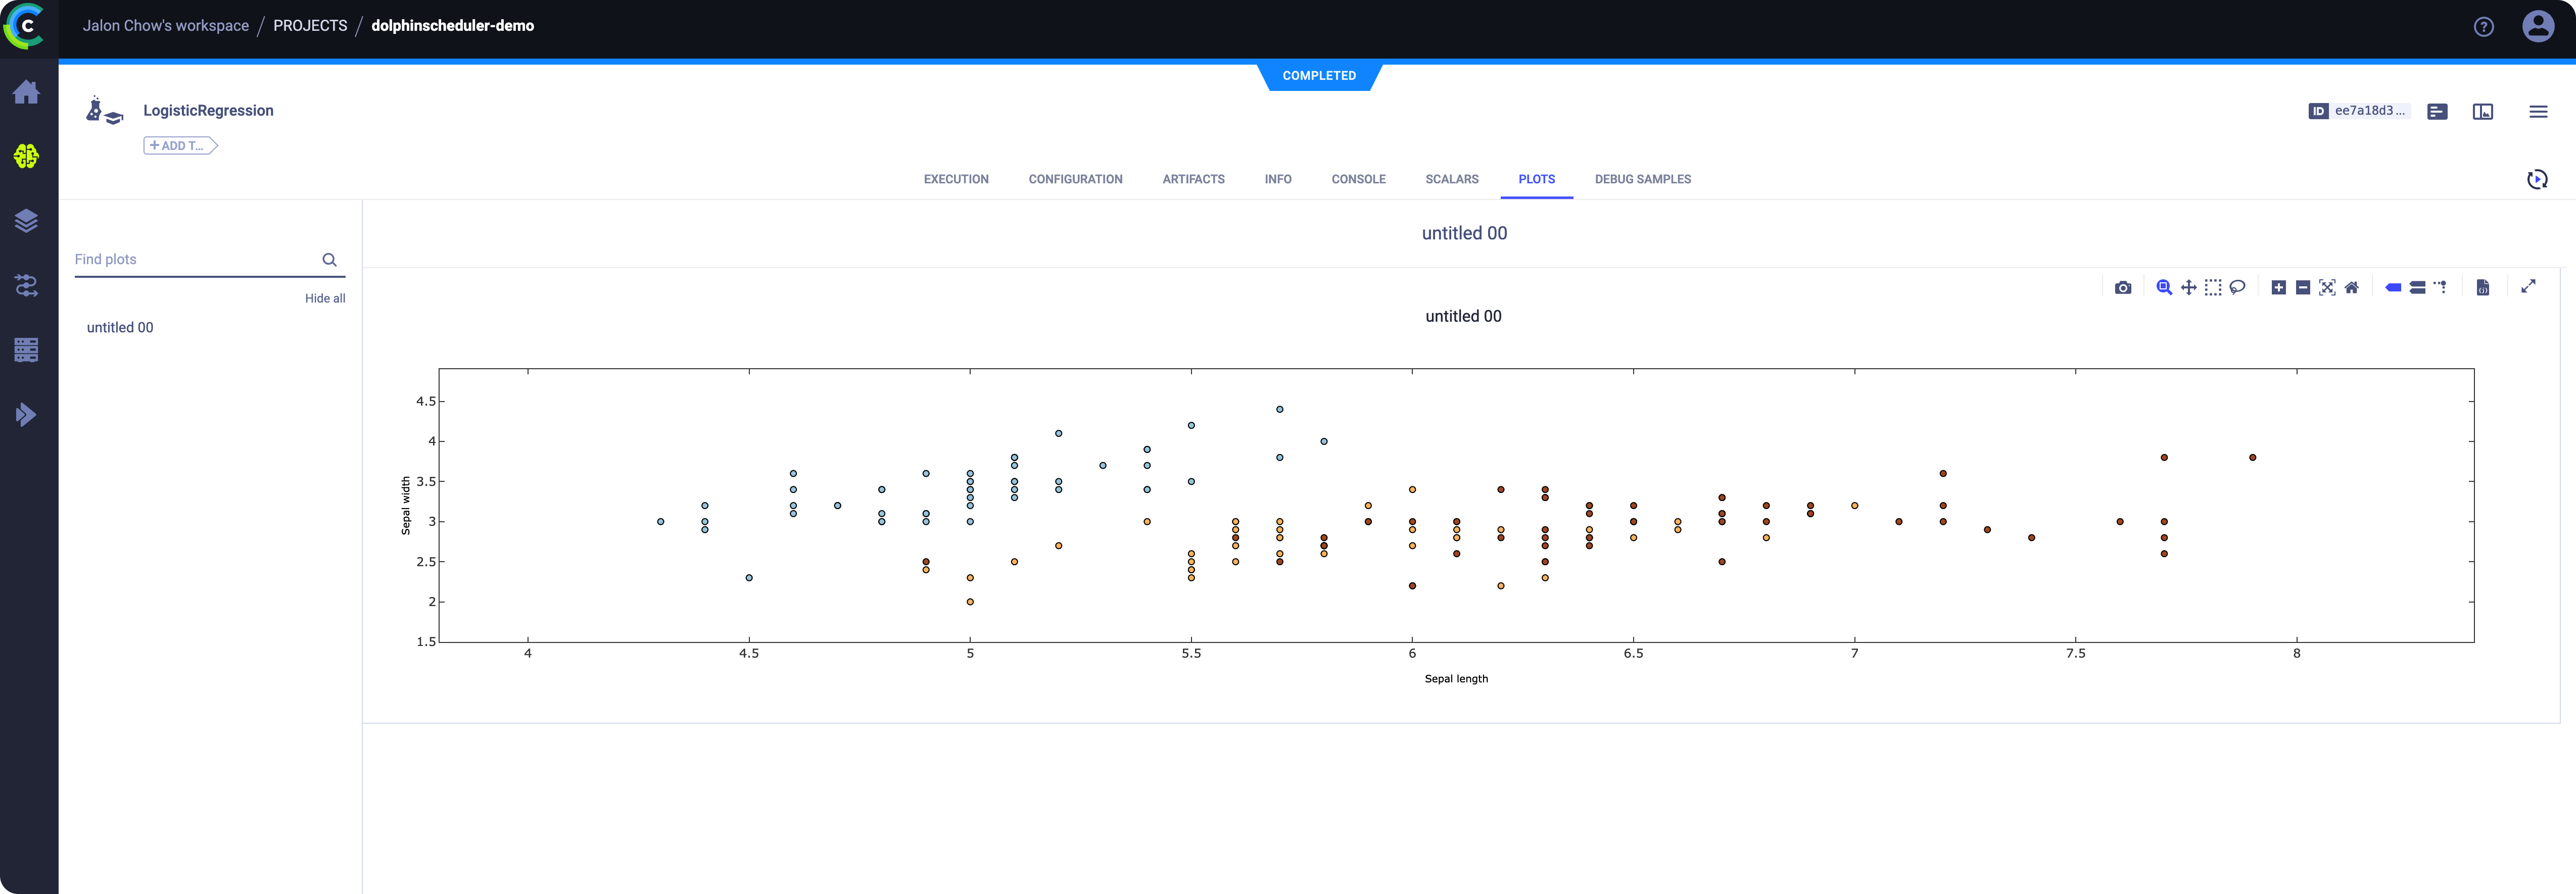 Jalon Chow's workspace / PROJECTS / dolphinscheduler-demo
COMPLETED
LogisticRegression
ID ee7a18d3...
+ ADD T...
EXECUTION CONFIGURATION ARTIFACTS INFO CONSOLE SCALARS PLOTS DEBUG SAMPLES
untitled 00
Find plots
Hide all
untitled 00
untitled 00
4.5
4
3.5
3
2.5
2
1.5
Sepal width
4 4.5 5 5.5 6 6.5 7 7.5 8
Sepal length